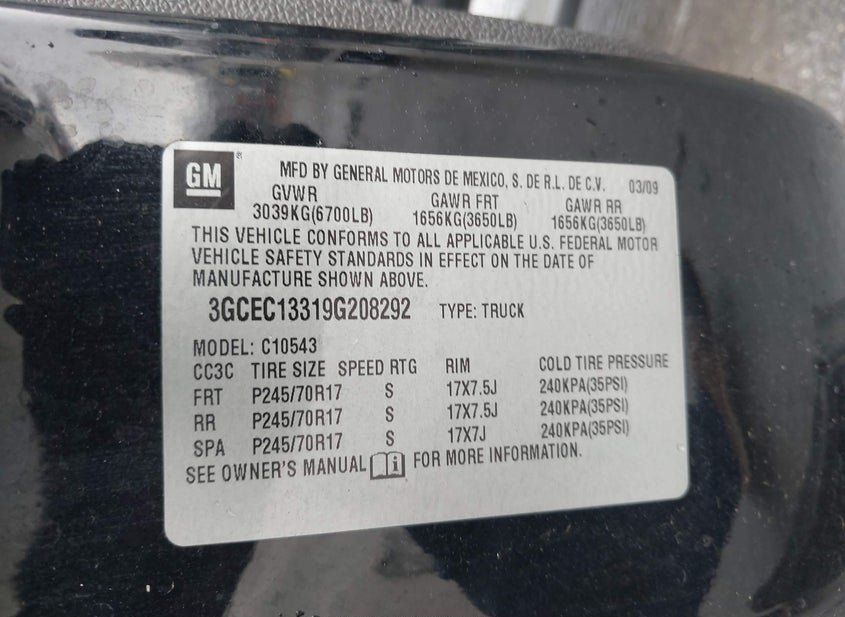 GM ® MFD BY GENERAL MOTORS DE MEXICO, S. DE R.L. DE C.V. 03/09
GVWR GAWR FRT GAWR RR
3039KG(6700LB) 1656KG(3650LB) 1656KG(3650LB)
THIS VEHICLE CONFORMS TO ALL APPLICABLE U.S. FEDERAL MOTOR
VEHICLE SAFETY STANDARDS IN EFFECT ON THE DATE OF
MANUFACTURE SHOWN ABOVE.
3GCEC13319G208292 TYPE: TRUCK
MODEL: C10543
CC3C TIRE SIZE SPEED RTG RIM COLD TIRE PRESSURE
FRT P245/70R17 S 17X7.5J 240KPA(35PSI)
RR P245/70R17 S 17X7.5J 240KPA(35PSI)
SPA P245/70R17 S 17X7J 240KPA(35PSI)
SEE OWNER'S MANUAL i FOR MORE INFORMATION.